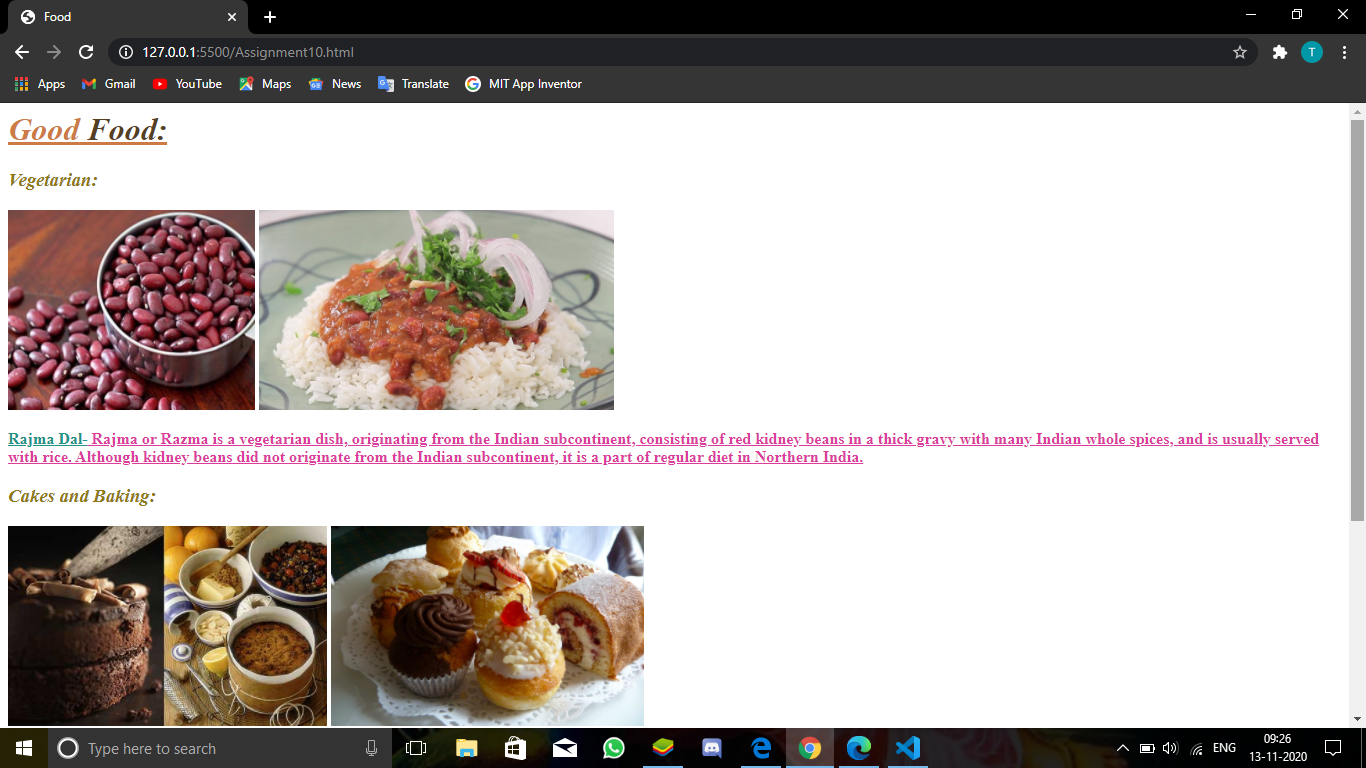 Food
127.0.0.1:5500/Assignment10.html
T
Apps Gmail YouTube Maps News Translate MIT App Inventor
Good Food:
Vegetarian:
Rajma Dal- Rajma or Razma is a vegetarian dish, originating from the Indian subcontinent, consisting of red kidney beans in a thick gravy with many Indian whole spices, and is usually served
with rice. Although kidney beans did not originate from the Indian subcontinent, it is a part of regular diet in Northern India.
Cakes and Baking:
Type here to search
ENG
09:26
13-11-2020